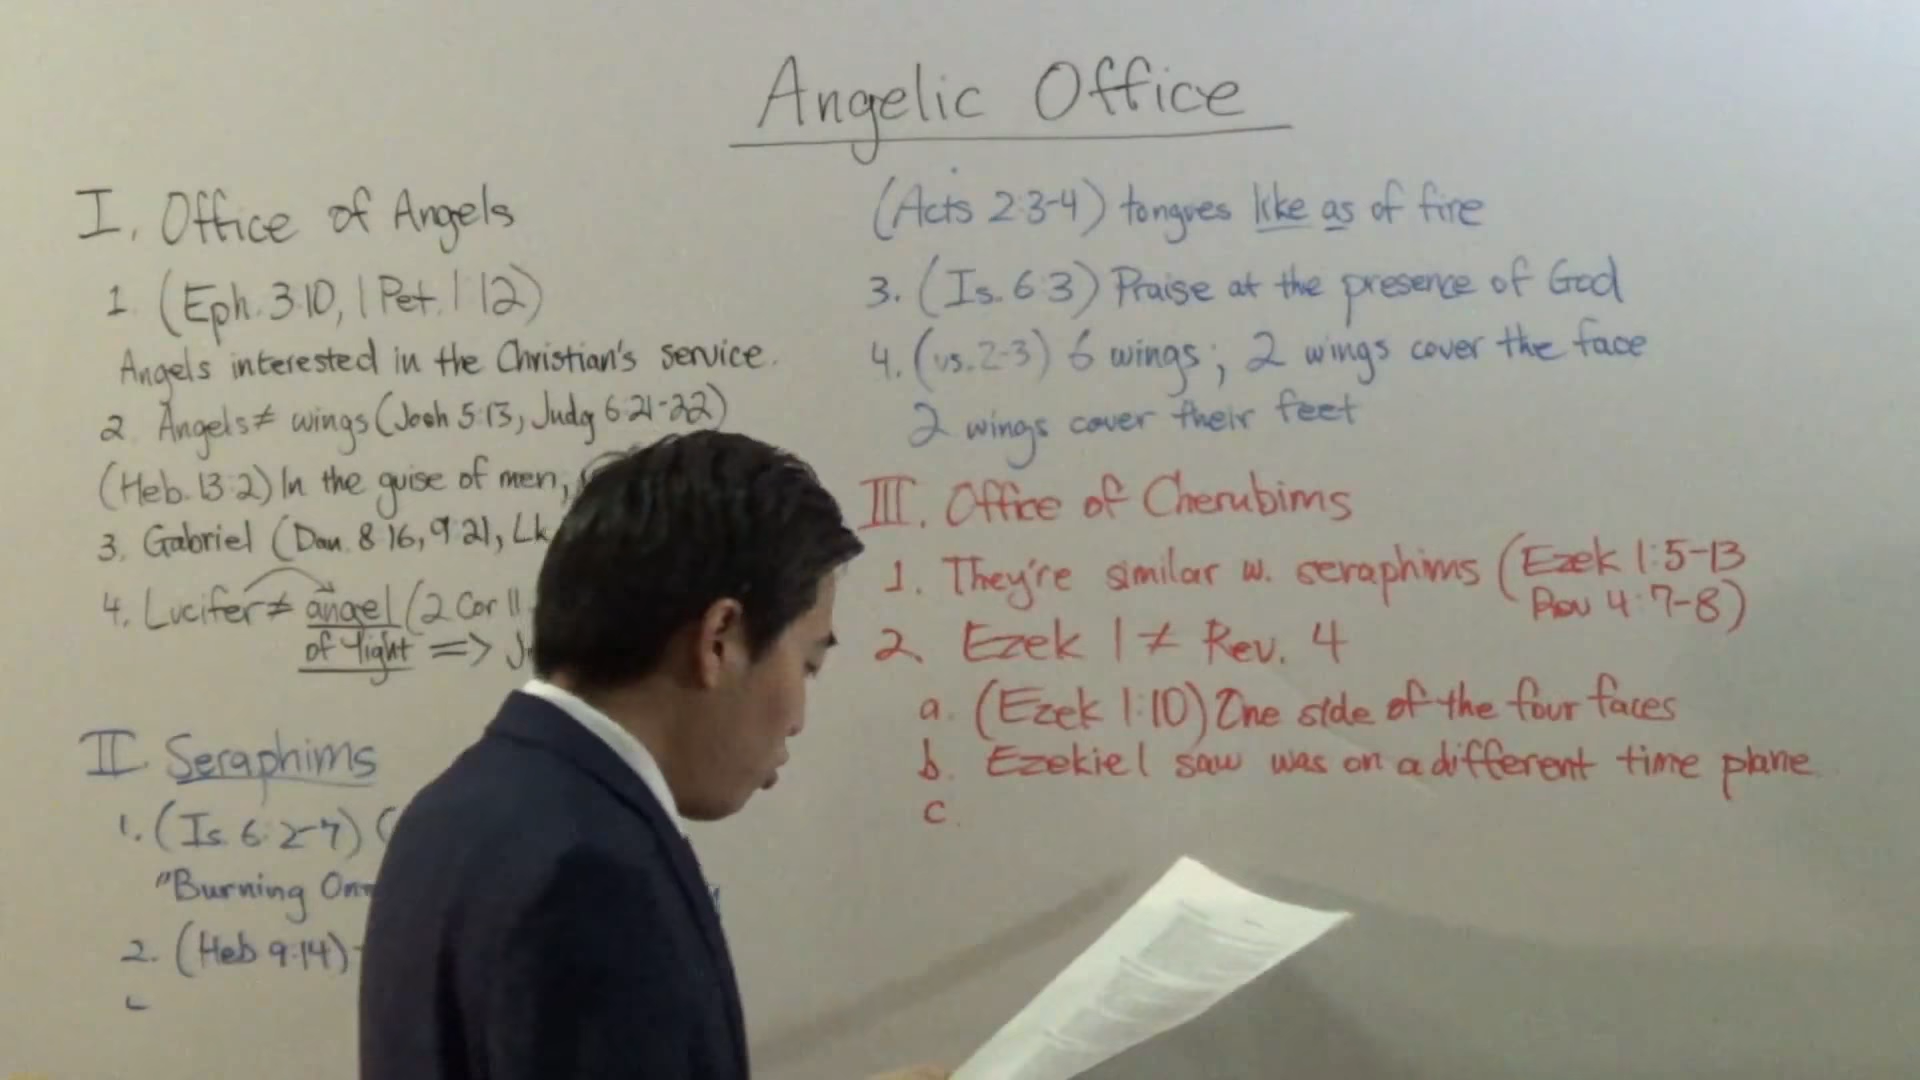 Angelic Office
I. Office of Angels
1. (Eph. 3:10, 1 Pet. 1:12)
Angels interested in the Christian's service.
2. Angels ≠ wings (Josh 5:13, Judg 6:21-22)
(Heb. 13:2) In the guise of men,
3. Gabriel (Dan. 8:16, 9:21, Lk
4. Lucifer ≠ angel (2 Cor 11
of light =>
II. Seraphims
1. (Is. 6:2-7) (
"Burning
2. (Heb 9:14)
(Acts 2:3-4) tongues like as of fire
3. (Is. 6:3) Praise at the presence of God
4. (vs. 2-3) 6 wings; 2 wings cover the face
2 wings cover their feet
III. Office of Cherubims
1. They're similar w. seraphims (Ezek 1:5-13
Rev 4:7-8)
2. Ezek 1 ≠ Rev. 4
a. (Ezek 1:10) One side of the four faces
b. Ezekiel saw was on a different time plane
c.